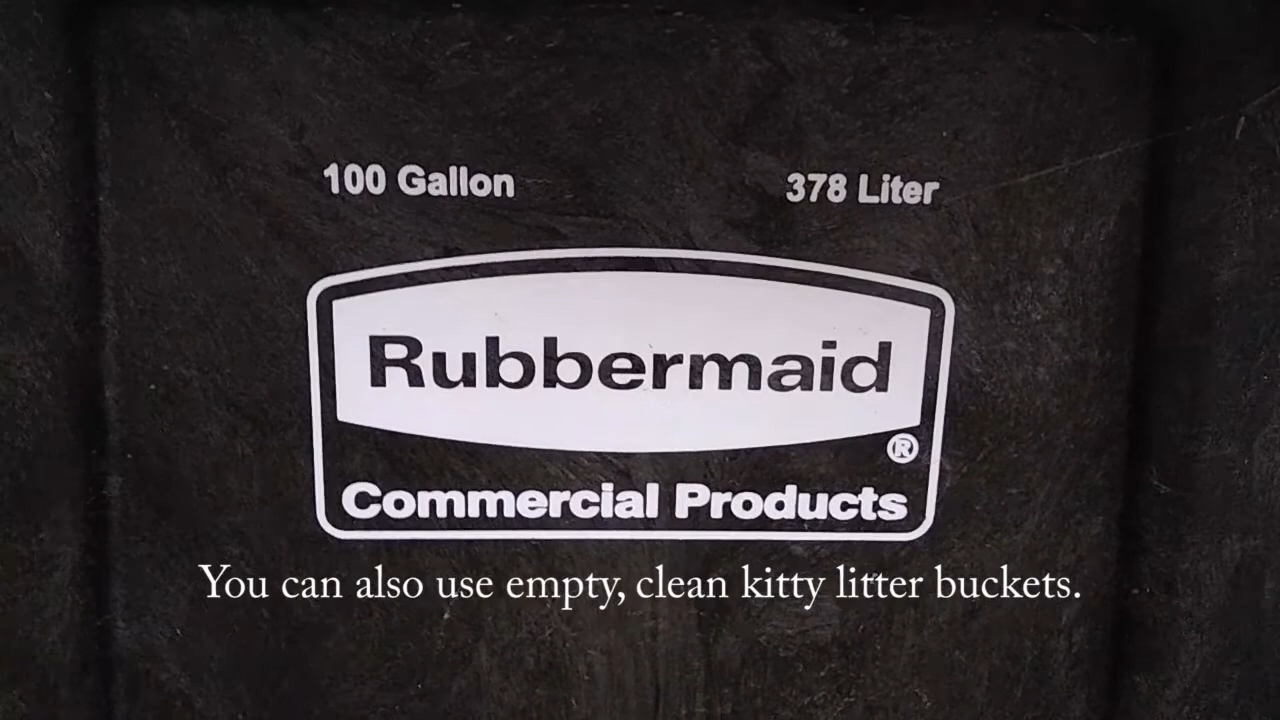 100 Gallon 378 Liter
Rubbermaid
®
Commercial Products
You can also use empty, clean kitty litter buckets.